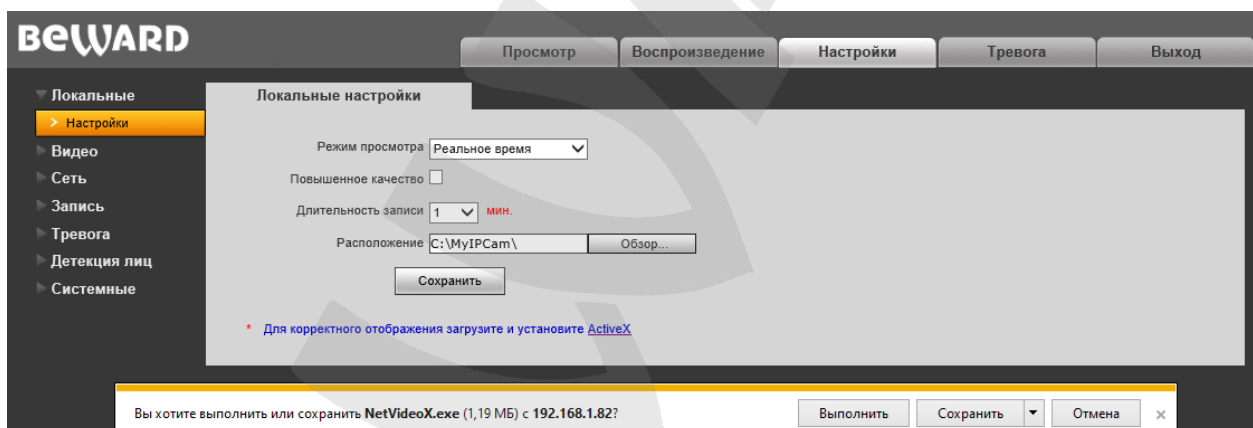 BEWARD
Просмотр Воспроизведение Настройки Тревога Выход
Локальные
> Настройки
Видео
Сеть
Запись
Тревога
Детекция лиц
Системные
Локальные настройки
Режим просмотра Реальное время
Повышенное качество
Длительность записи 1 мин.
Расположение C:\MyIPCam\ Обзор...
Сохранить
* Для корректного отображения загрузите и установите ActiveX
Вы хотите выполнить или сохранить NetVideoX.exe (1,19 МБ) с 192.168.1.82? Выполнить Сохранить Отмена ×